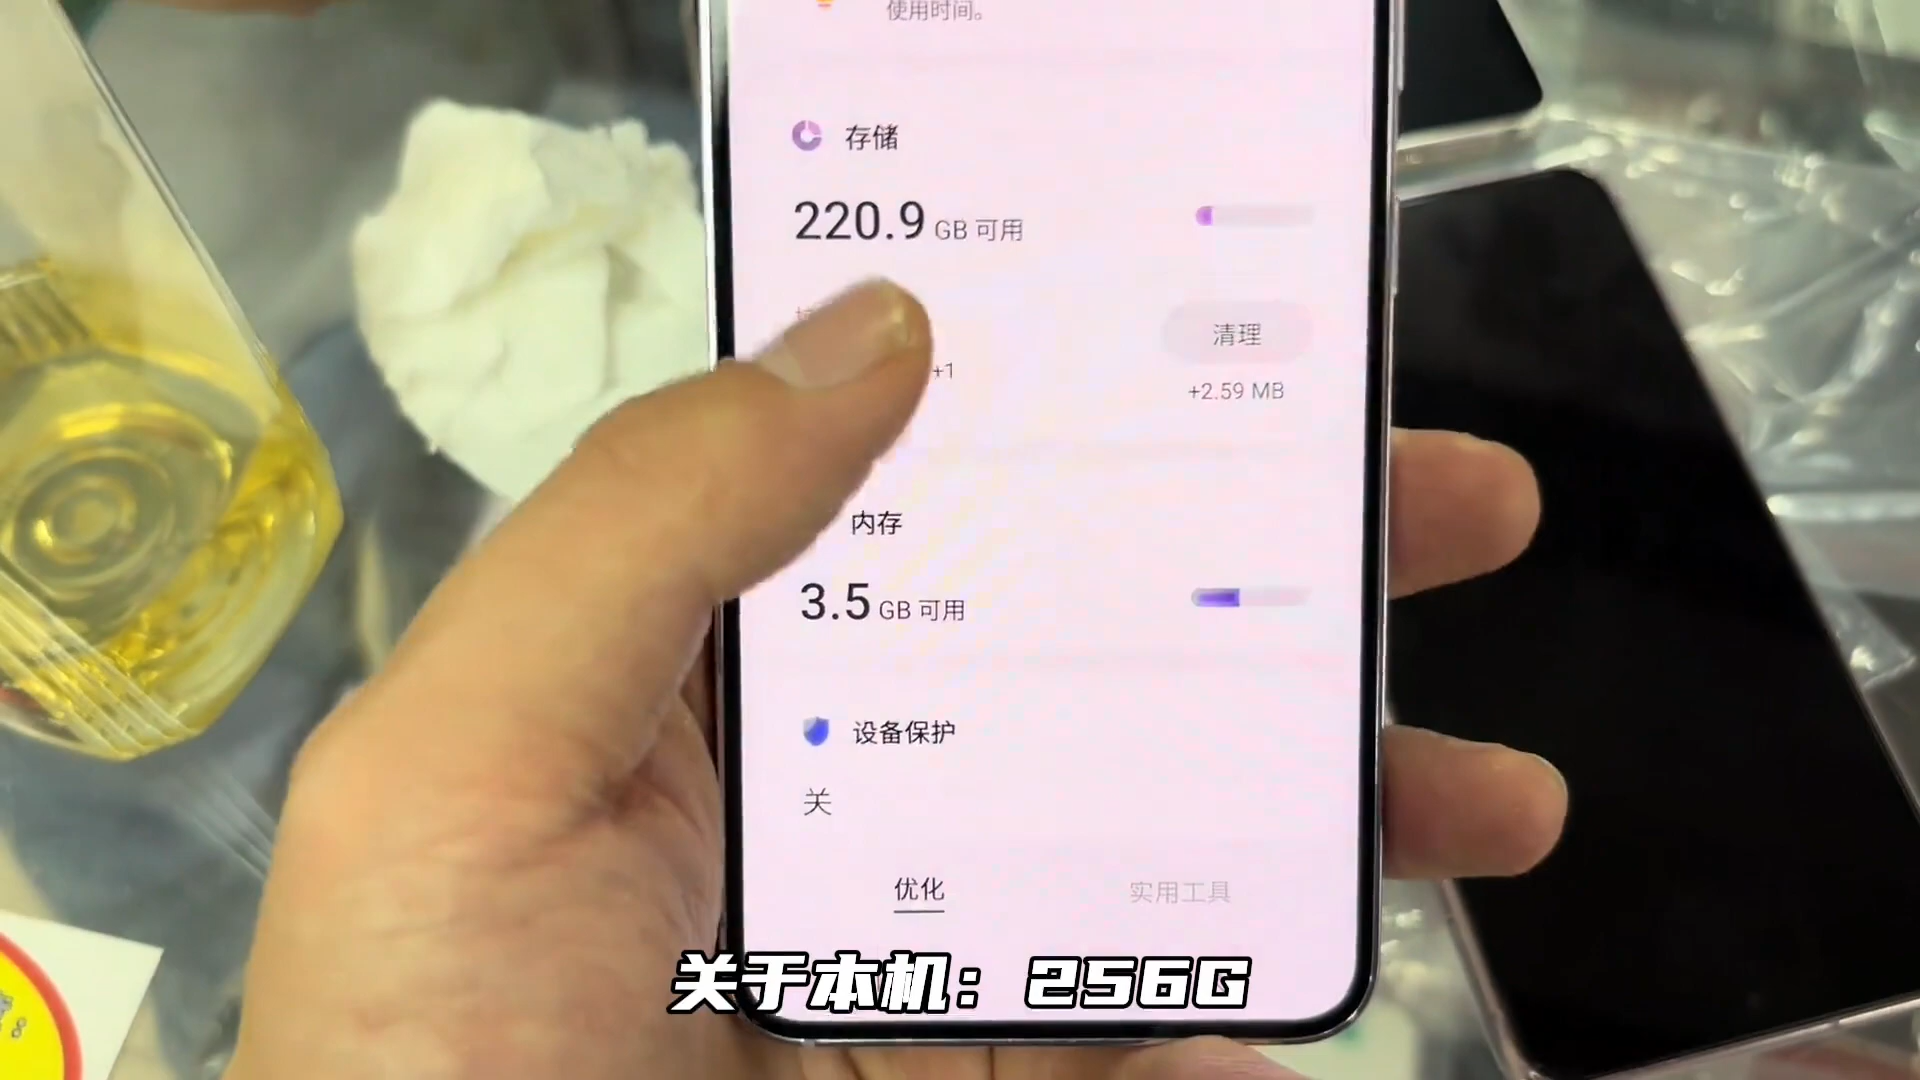 使用时间。
存储
220.9 GB 可用
清理
+1
+2.59 MB
内存
3.5 GB 可用
设备保护
关
优化 实用工具
关于本机：256G